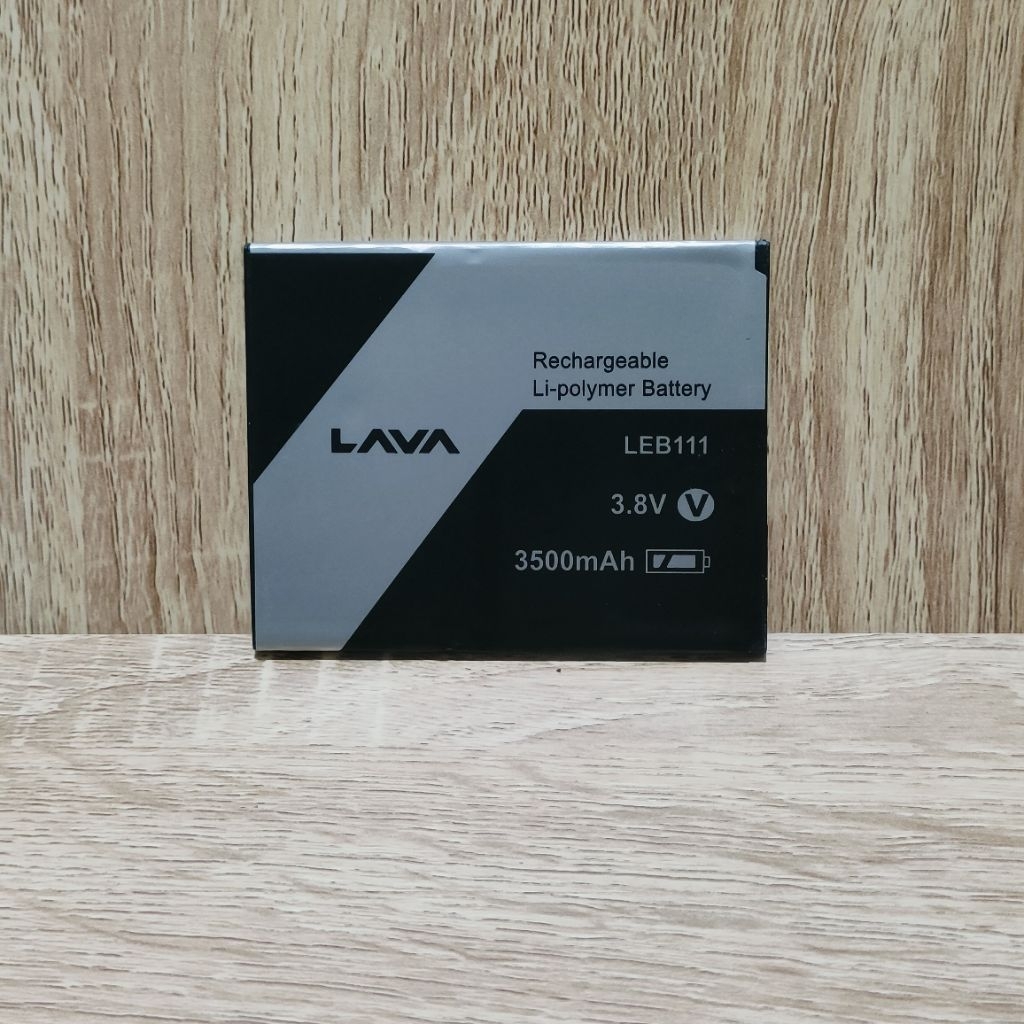 Rechargeable
Li-polymer Battery
LAVA
LEB111
3.8V V
3500mAh